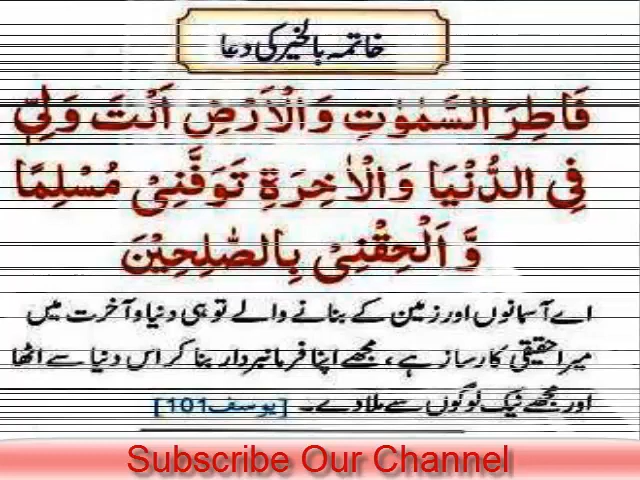 خاتمہ بالخیر کی دعا
فَاطِرَ السَّمٰوٰتِ وَالْاَرْضِ اَنْتَ وَلِیّٖ
فِی الدُّنْیَا وَالْاٰخِرَۃِ تَوَفَّنِیْ مُسْلِمًا
وَّ اَلْحِقْنِیْ بِالصّٰلِحِیْنَ
اے آسمانوں اور زمین کے بنانے والے تو ہی دنیا و آخرت میں
میرا حقیقی کارساز ہے، مجھے اپنا فرمانبردار بنا کر اس دنیا سے اٹھا
اور مجھے نیک لوگوں سے ملا دے۔ [یوسف 101]
Subscribe Our Channel